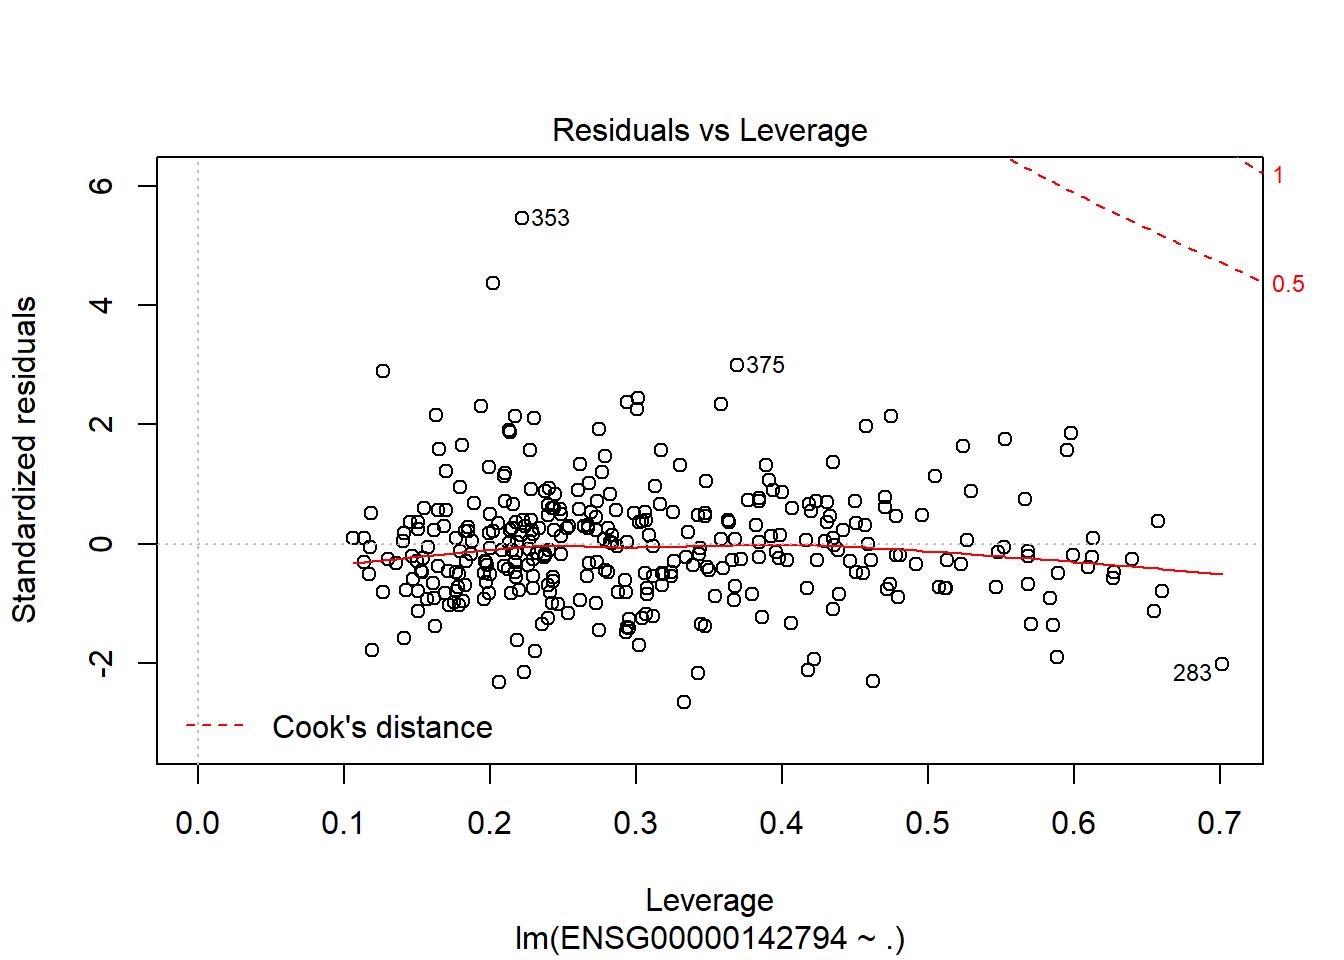 Residuals vs Leverage
Standardized residuals
6
4
2
0
-2
353
375
283
1
0.5
Cook's distance
0.0 0.1 0.2 0.3 0.4 0.5 0.6 0.7
Leverage
lm(ENSG00000142794 ~ .)